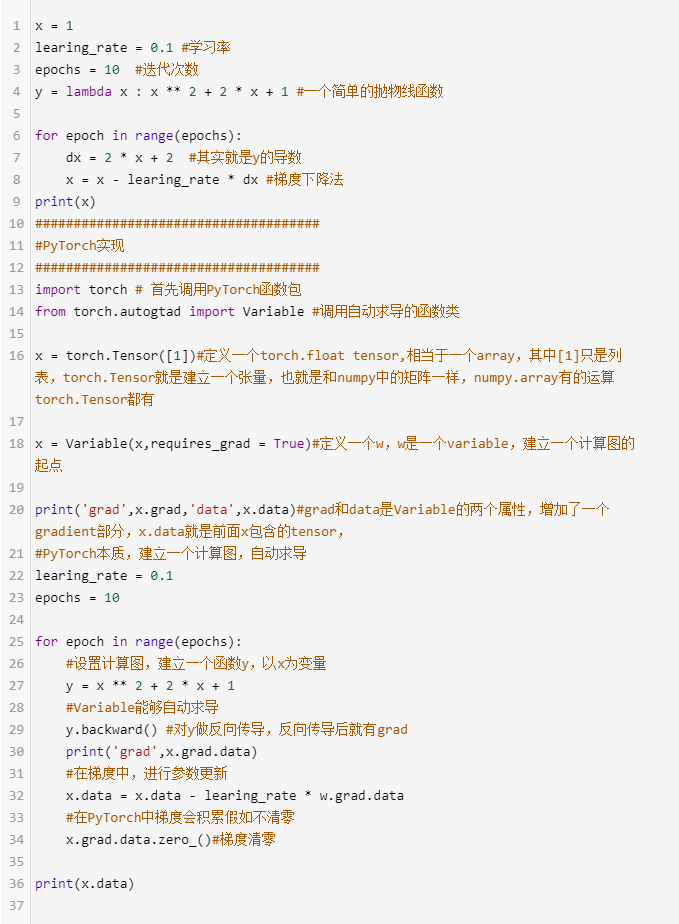 1 x = 1
2 learing_rate = 0.1 #学习率
3 epochs = 10  #迭代次数
4 y = lambda x : x ** 2 + 2 * x + 1 #一个简单的抛物线函数
5
6 for epoch in range(epochs):
7     dx = 2 * x + 2  #其实就是y的导数
8     x = x - learing_rate * dx #梯度下降法
9 print(x)
10 #####################################
11 #PyTorch实现
12 #####################################
13 import torch # 首先调用PyTorch函数包
14 from torch.autogtad import Variable #调用自动求导的函数类
15
16 x = torch.Tensor([1])#定义一个torch.float tensor,相当于一个array，其中[1]只是列
表，torch.Tensor就是建立一个张量，也就是和numpy中的矩阵一样，numpy.array有的运算
torch.Tensor都有
17
18 x = Variable(x,requires_grad = True)#定义一个w，w是一个variable，建立一个计算图的
起点
19
20 print('grad',x.grad,'data',x.data)#grad和data是Variable的两个属性，增加了一个
gradient部分，x.data就是前面x包含的tensor，
21 #PyTorch本质，建立一个计算图，自动求导
22 learing_rate = 0.1
23 epochs = 10
24
25 for epoch in range(epochs):
26     #设置计算图，建立一个函数y，以x为变量
27     y = x ** 2 + 2 * x + 1
28     #Variable能够自动求导
29     y.backward() #对y做反向传导，反向传导后就有grad
30     print('grad',x.grad.data)
31     #在梯度中，进行参数更新
32     x.data = x.data - learing_rate * w.grad.data
33     #在PyTorch中梯度会积累假如不清零
34     x.grad.data.zero_()#梯度清零
35
36 print(x.data)
37